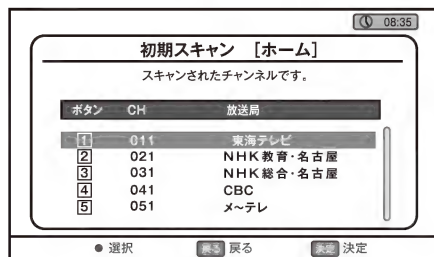 08:35
初期スキャン [ホーム]
スキャンされたチャンネルです。
ボタン CH 放送局
1 011 東海テレビ
2 021 NHK教育・名古屋
3 031 NHK総合・名古屋
4 041 CBC
5 051 メ〜テレ
● 選択 戻る 戻る 決定 決定